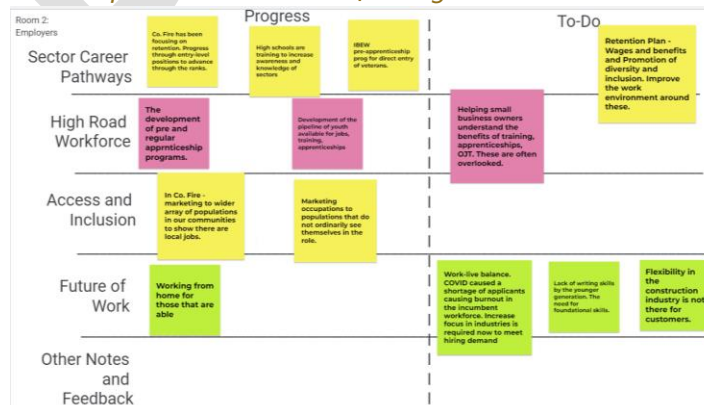 Room 2:
Employers
Progress
To-Do
Sector Career
Pathways
Co. Fire has been
focusing on
retention. Progress
through entry-level
positions to advance
through the ranks.
High schools are
training to increase
awareness and
knowledge of
sectors
IBEW
pre-apprenticeship
prog for direct entry
of veterans.
Retention Plan -
Wages and benefits
and Promotion of
diversity and
inclusion. Improve
the work
environment around
these.
High Road
Workforce
The
development
of pre and
regular
apprnticeship
programs.
Development of the
pipeline of youth
available for jobs,
training,
apprenticeships
Helping small
business owners
understand the
benefits of training,
apprenticeships,
OJT. These are often
overlooked.
Access and
Inclusion
In Co. Fire -
marketing to wider
array of populations
in our communities
to show there are
local jobs.
Marketing
occupations to
populations that do
not ordinarily see
themselves in the
role.
Future of
Work
Working from
home for
those that are
able
Work-live balance.
COVID caused a
shortage of applicants
causing burnout in
the incumbent
workforce. Increase
focus in industries is
required now to meet
hiring demand
Lack of writing skills
by the younger
generation. The
need for
foundational skills.
Flexibility in
the
construction
industry is not
there for
customers.
Other Notes
and
Feedback